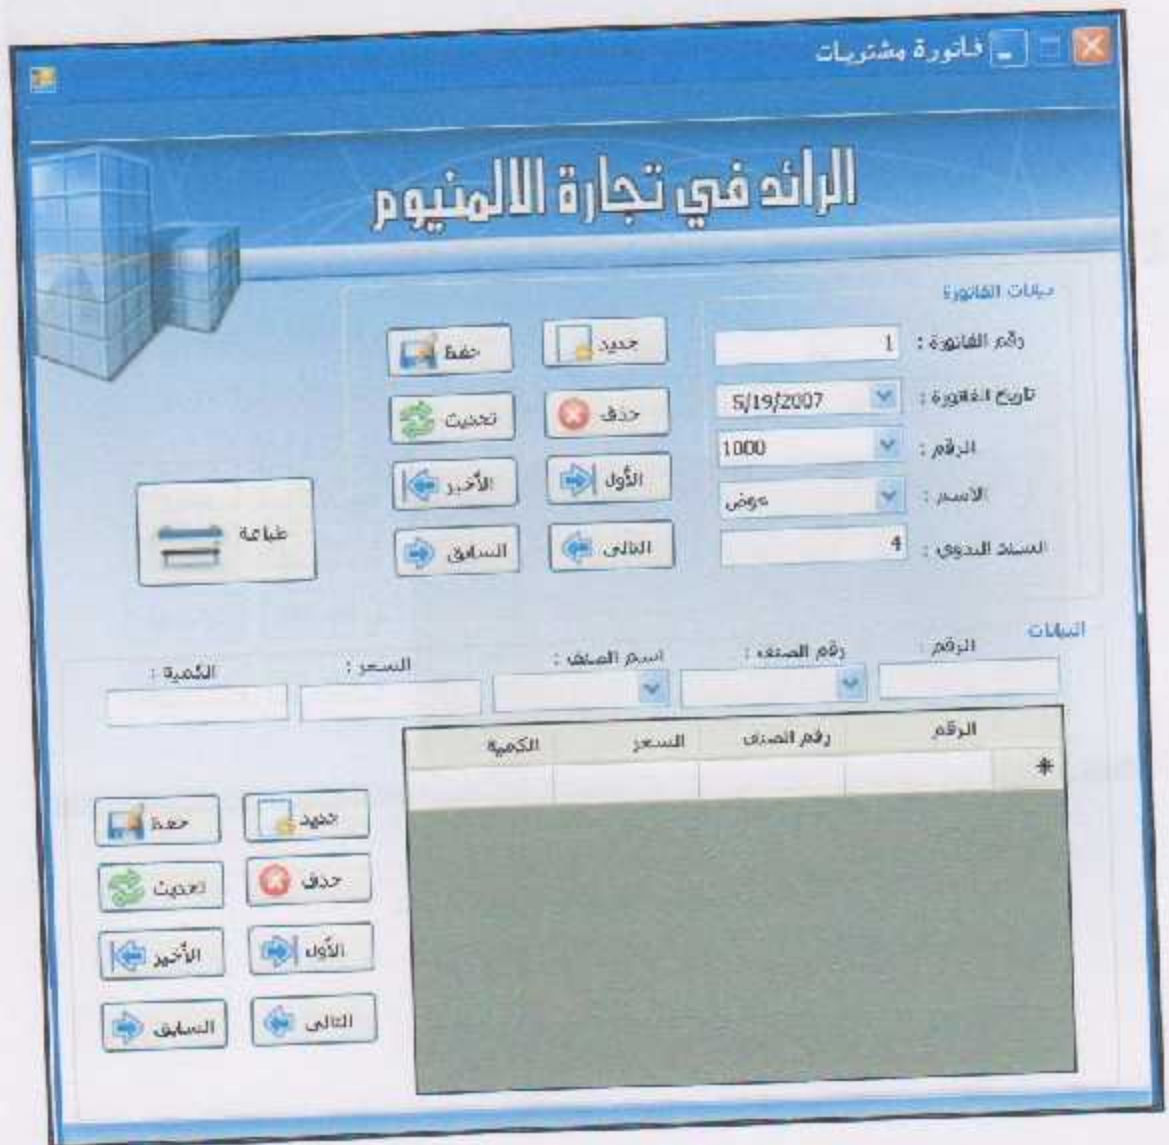 فاتورة مشتريات
الرائد في تجارة الالمنيوم
بيانات الفاتورة
رقم الفاتورة : 1
تاريخ الفاتورة : 5/19/2007
الرقم : 1000
الاسم : عوض
السند اليدوي : 4
جديد حفظ
حذف تحديث
الأول الأخير
التالى السابق
طباعة
البيانات
الرقم : رقم الصنف : اسم الصنف : السعر : الكمية :
الرقم رقم الصنف السعر الكمية
*
جديد حفظ
حذف تحديث
الأول الأخير
التالى السابق